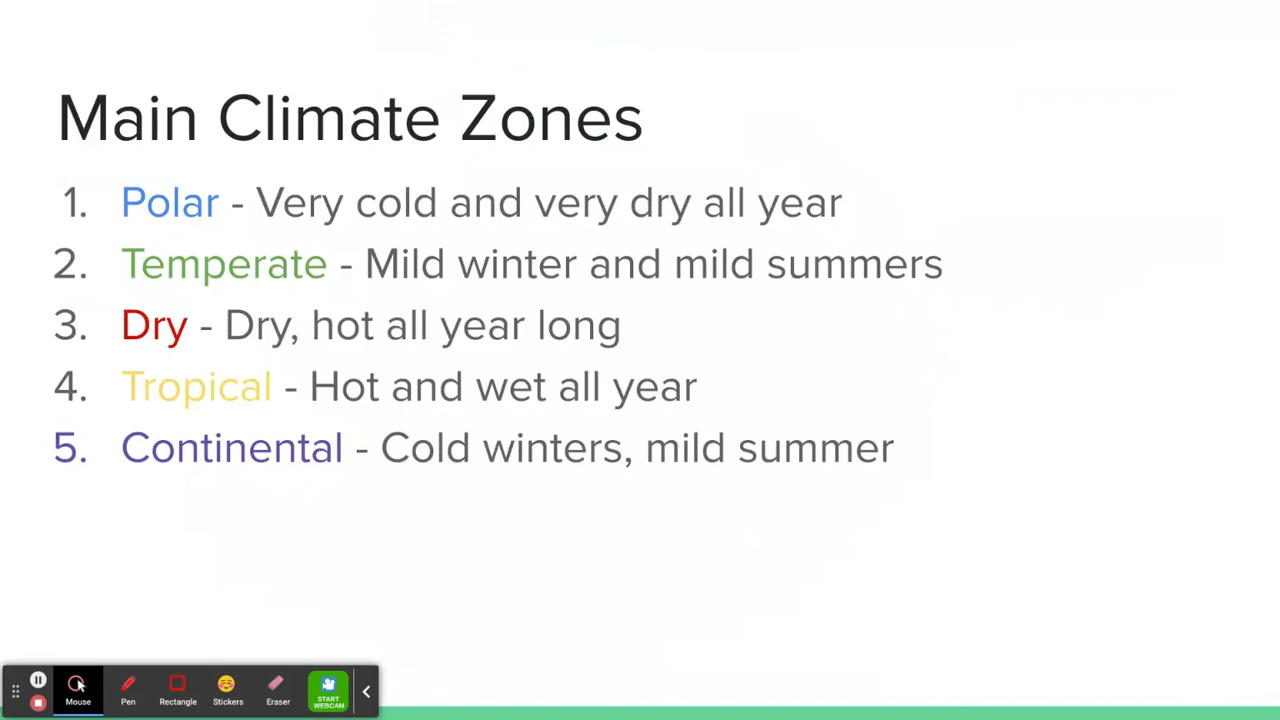 Main Climate Zones
1. Polar - Very cold and very dry all year
2. Temperate - Mild winter and mild summers
3. Dry - Dry, hot all year long
4. Tropical - Hot and wet all year
5. Continental - Cold winters, mild summer
Mouse Pen Rectangle Stickers Eraser START WEBCAM